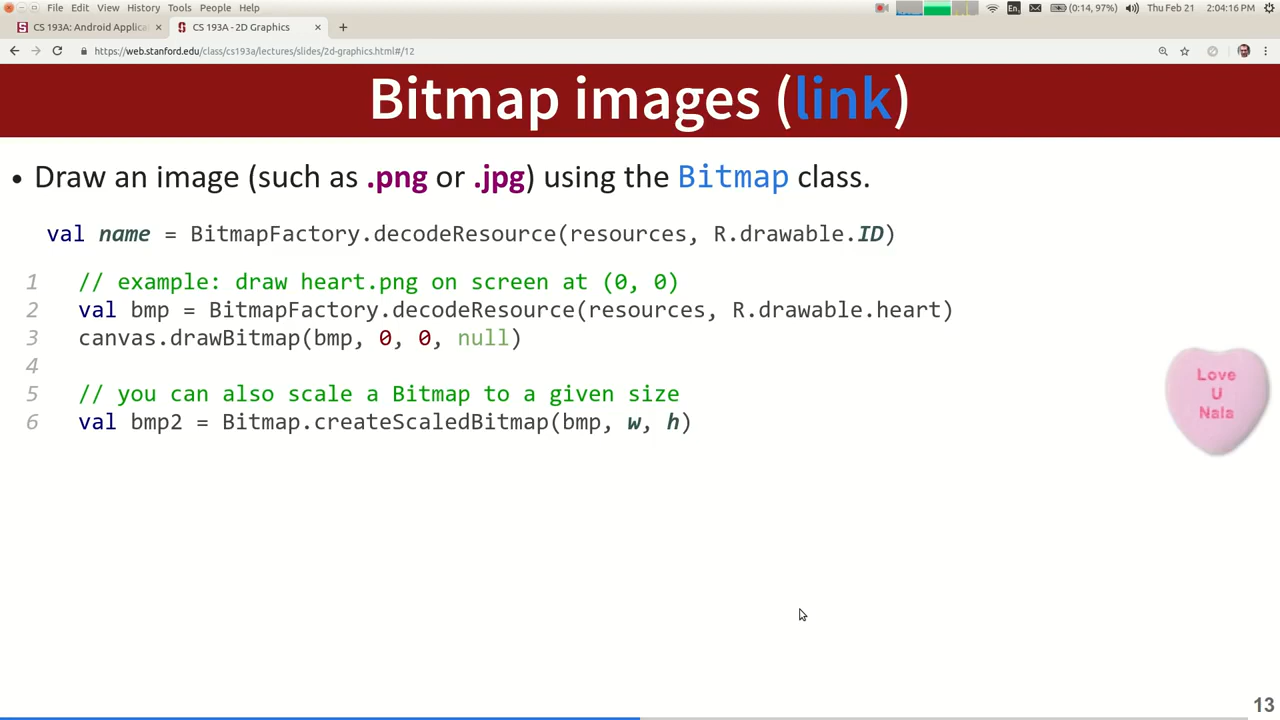 File Edit View History Tools People Help
En
(0:14, 97%)
Thu Feb 21
2:04:16 PM
CS 193A: Android Applica
CS 193A - 2D Graphics
https://web.stanford.edu/class/cs193a/lectures/slides/2d-graphics.html#/12
Bitmap images (link)
• Draw an image (such as .png or .jpg) using the Bitmap class.
val name = BitmapFactory.decodeResource(resources, R.drawable.ID)
1 // example: draw heart.png on screen at (0, 0)
2 val bmp = BitmapFactory.decodeResource(resources, R.drawable.heart)
3 canvas.drawBitmap(bmp, 0, 0, null)
4
5 // you can also scale a Bitmap to a given size
6 val bmp2 = Bitmap.createScaledBitmap(bmp, w, h)
Love
U
Nala
13